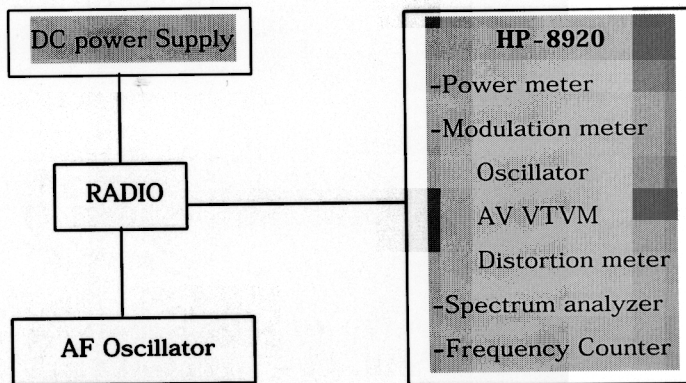 DC power Supply
RADIO
AF Oscillator
HP-8920
-Power meter
-Modulation meter
Oscillator
AV VTVM
Distortion meter
-Spectrum analyzer
-Frequency Counter